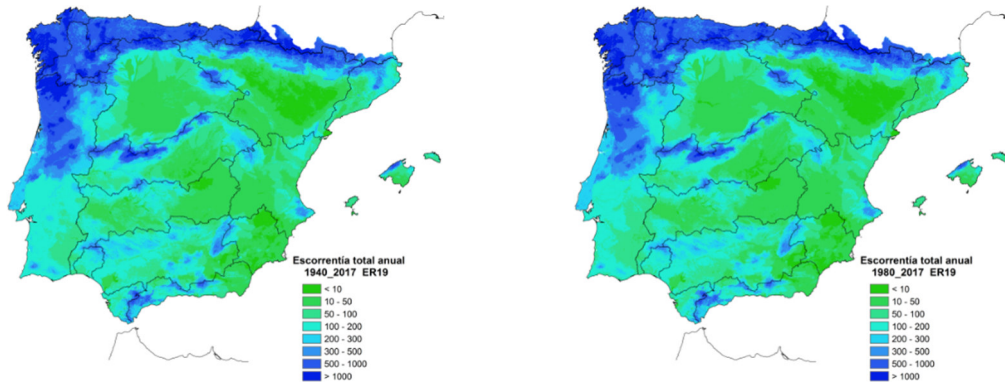 Escorrentía total anual
1940_2017 ER19
< 10
10 - 50
50 - 100
100 - 200
200 - 300
300 - 500
500 - 1000
> 1000
Escorrentía total anual
1980_2017 ER19
< 10
10 - 50
50 - 100
100 - 200
200 - 300
300 - 500
500 - 1000
> 1000